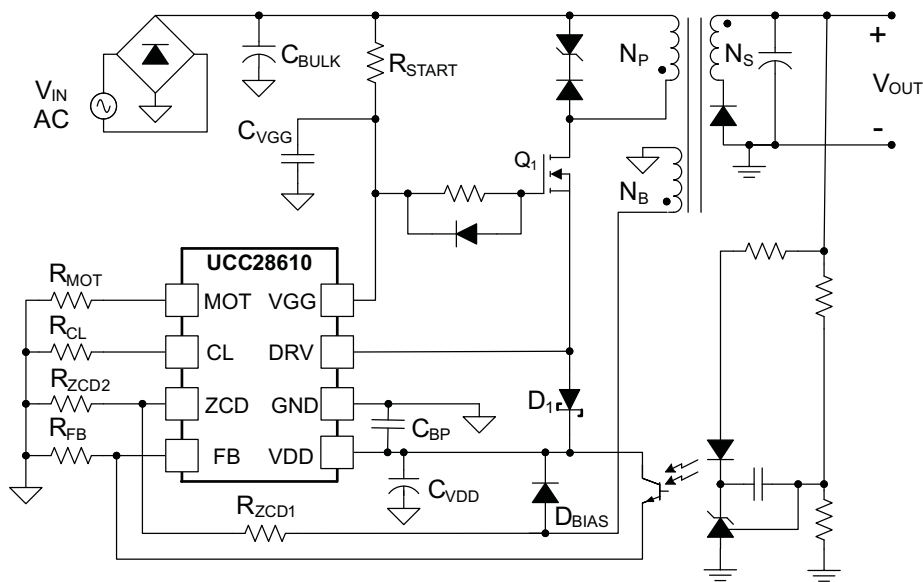 V_IN
AC
C_BULK
R_START
N_P
N_S
+
V_OUT
-
C_VGG
Q_1
N_B
UCC28610
R_MOT
MOT
VGG
R_CL
CL
DRV
R_ZCD2
ZCD
GND
D_1
R_FB
FB
VDD
C_BP
C_VDD
R_ZCD1
D_BIAS